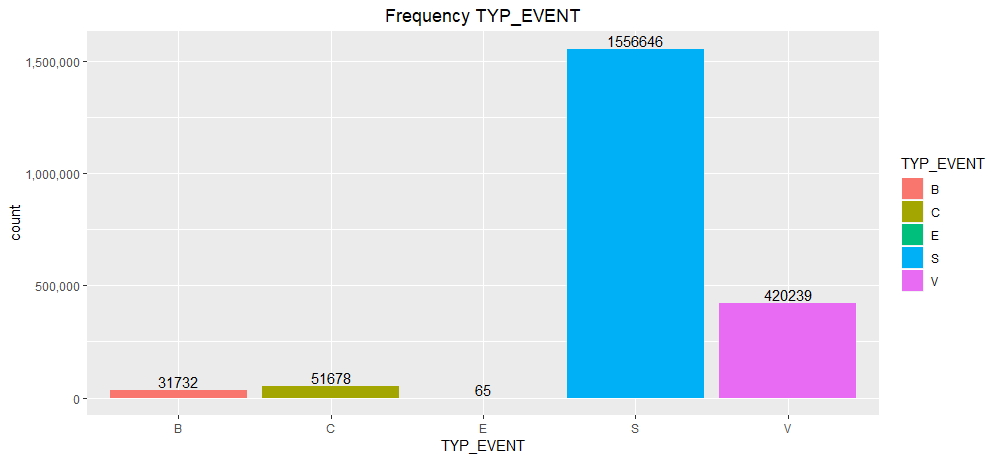 Frequency TYP_EVENT
count
1,500,000
1,000,000
500,000
0
31732
51678
65
1556646
420239
B
C
E
S
V
TYP_EVENT
TYP_EVENT
B
C
E
S
V